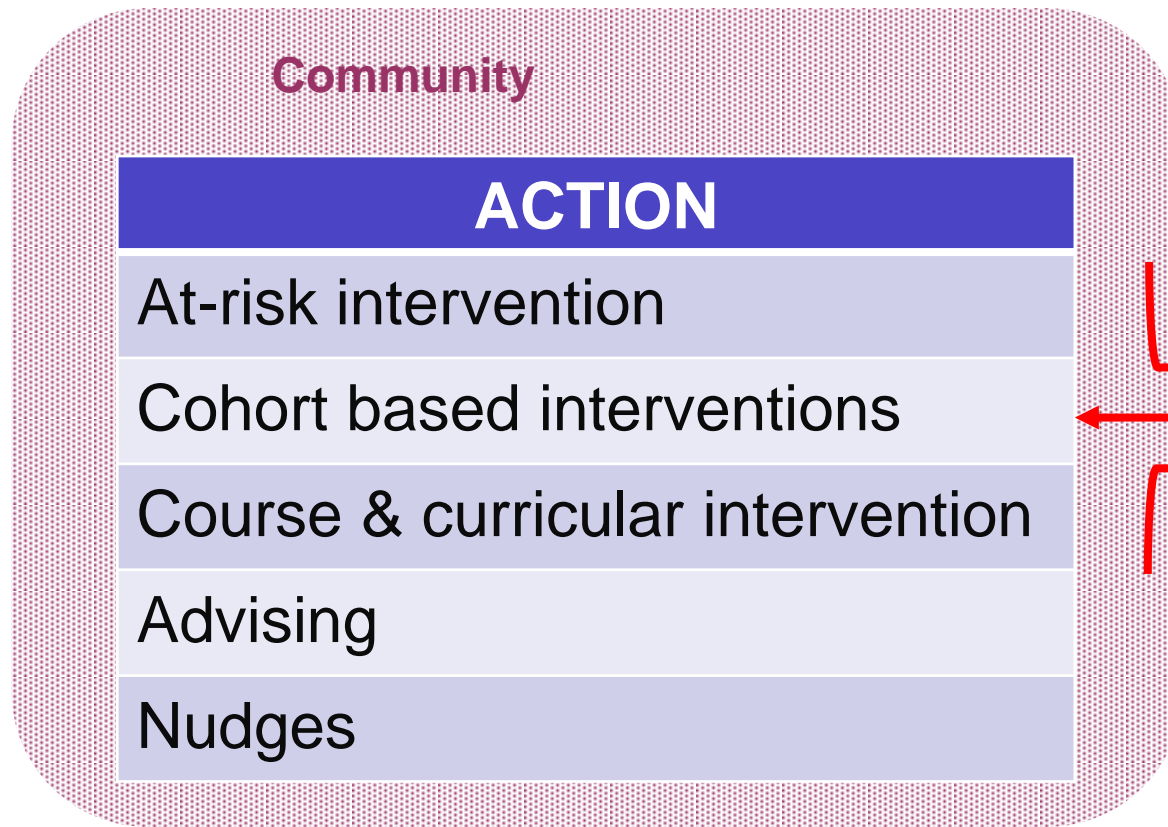 Community
ACTION
At-risk intervention
Cohort based interventions
Course & curricular intervention
Advising
Nudges